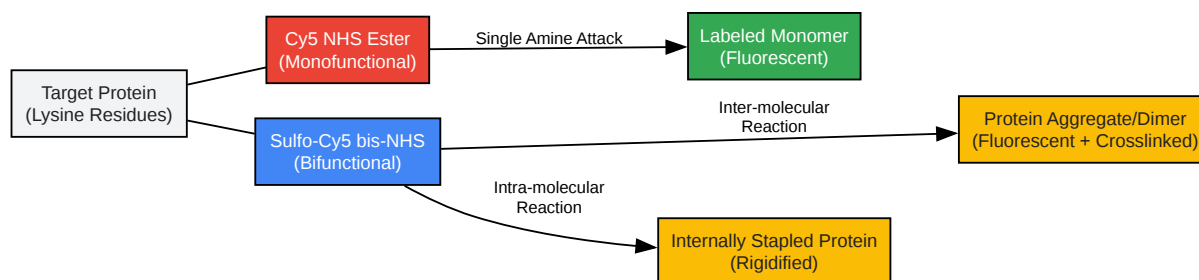 Target Protein
(Lysine Residues)
Cy5 NHS Ester
(Monofunctional)
Single Amine Attack
Labeled Monomer
(Fluorescent)
Sulfo-Cy5 bis-NHS
(Bifunctional)
Inter-molecular
Reaction
Protein Aggregate/Dimer
(Fluorescent + Crosslinked)
Intra-molecular
Reaction
Internally Stapled Protein
(Rigidified)